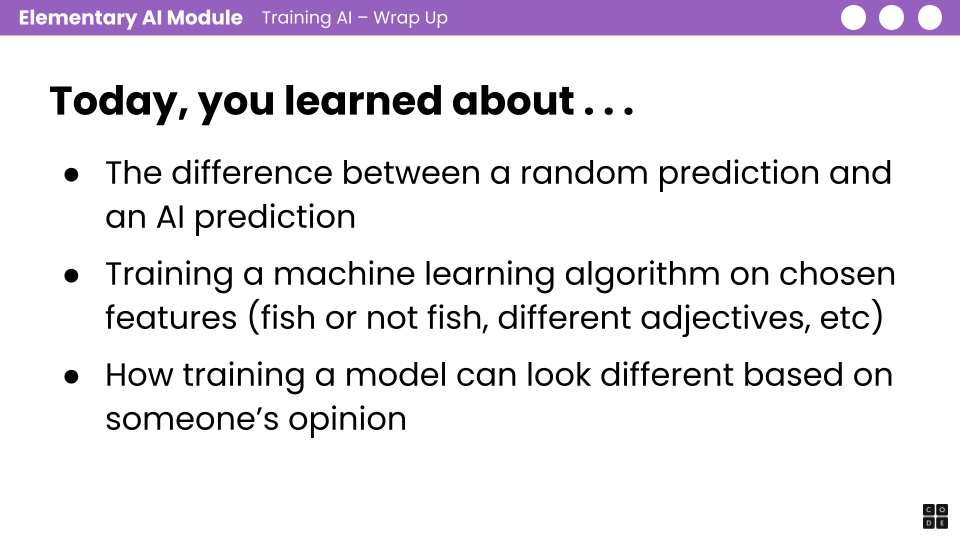 Elementary AI Module Training AI – Wrap Up
Today, you learned about . . .
● The difference between a random prediction and
an AI prediction
● Training a machine learning algorithm on chosen
features (fish or not fish, different adjectives, etc)
● How training a model can look different based on
someone’s opinion
C O
D E